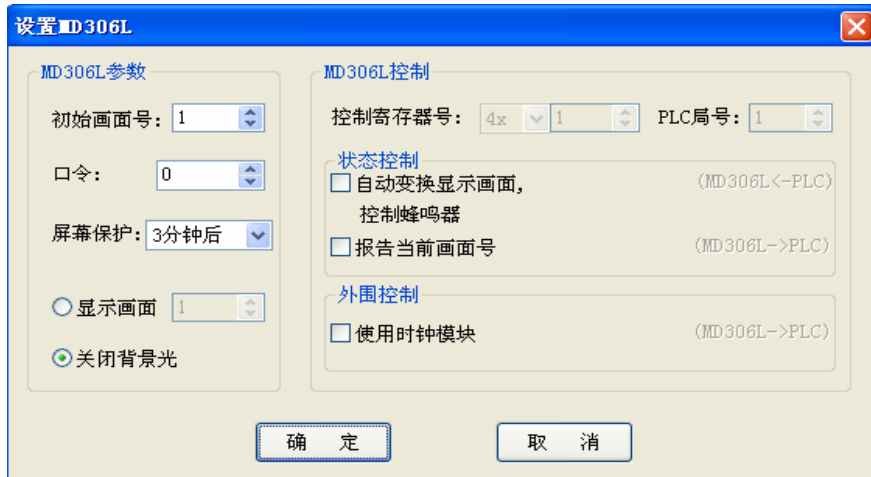 设置MD306L
MD306L参数
初始画面号: 1
口令: 0
屏幕保护: 3分钟后
显示画面 1
关闭背景光
MD306L控制
控制寄存器号: 4x 1 PLC局号: 1
状态控制
自动变换显示画面, (MD306L<-PLC)
控制蜂鸣器
报告当前画面号 (MD306L->PLC)
外围控制
使用时钟模块 (MD306L->PLC)
确 定 取 消